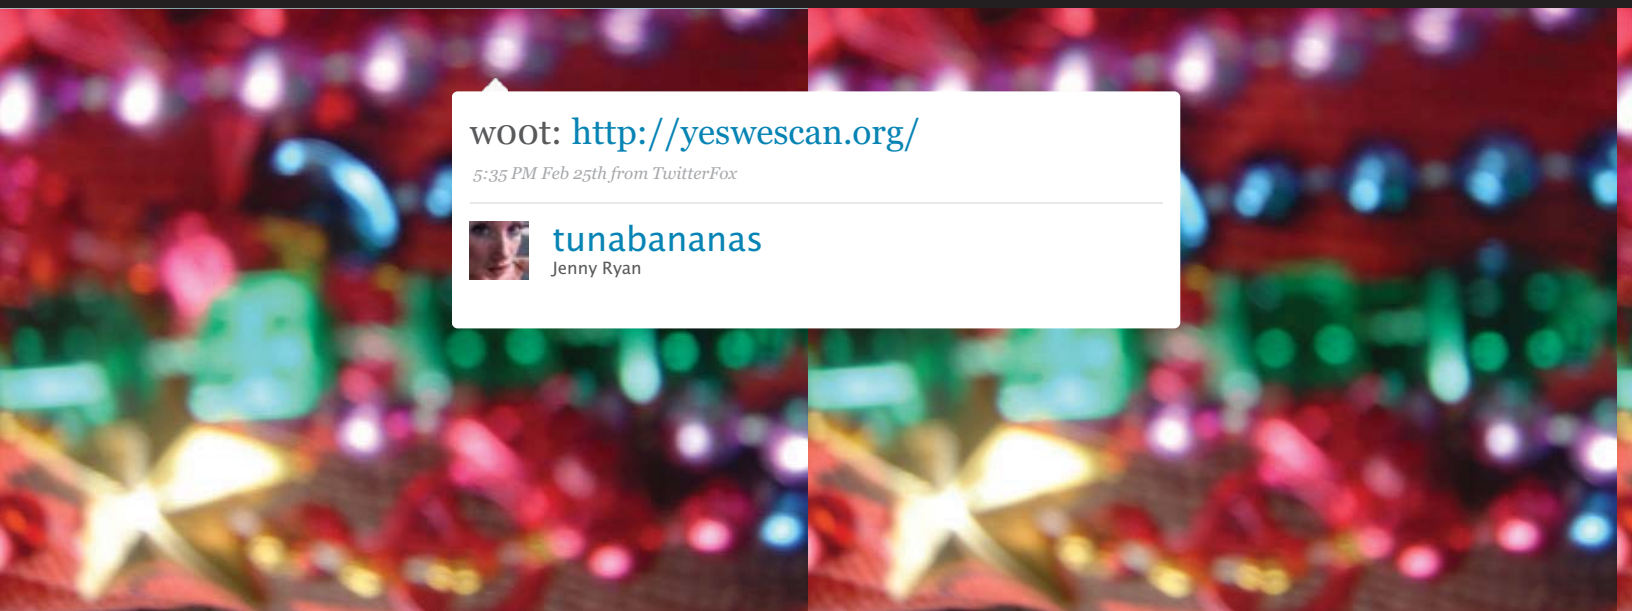 woot: http://yeswescan.org/
5:35 PM Feb 25th from TwitterFox
tunabananas
Jenny Ryan